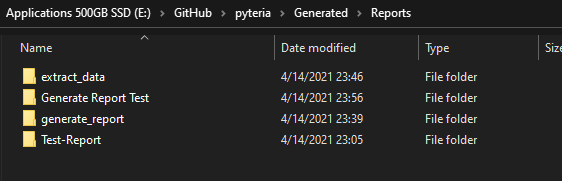 Applications 500GB SSD (E:) > GitHub > pyteria > Generated > Reports
Name Date modified Type Size
extract_data 4/14/2021 23:46 File folder
Generate Report Test 4/14/2021 23:56 File folder
generate_report 4/14/2021 23:39 File folder
Test-Report 4/14/2021 23:05 File folder